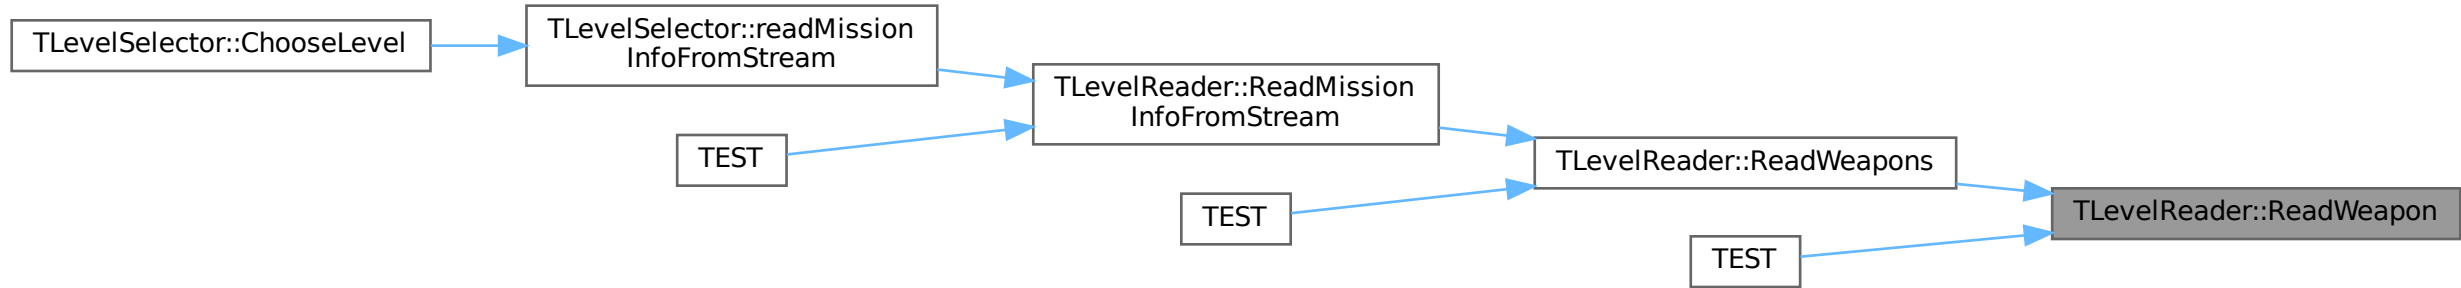 TLevelSelector::ChooseLevel
TLevelSelector::readMission
InfoFromStream
TLevelReader::ReadMission
InfoFromStream
TEST
TLevelReader::ReadWeapons
TEST
TLevelReader::ReadWeapon
TEST